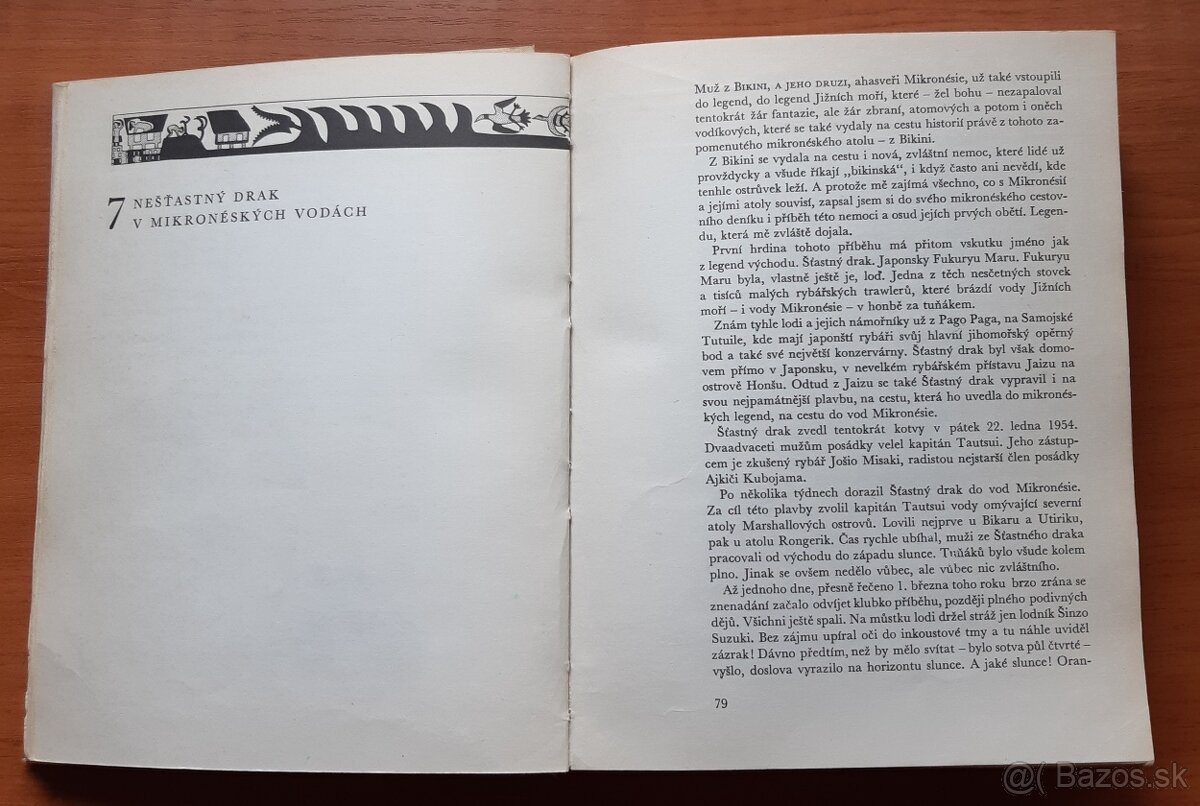 7 NEŠŤASTNÝ DRAK
V MIKRONÉSKÝCH VODÁCH
MUŽ Z BIKINI, A JEHO DRUZI, ahasveři Mikronésie, už také vstoupili
do legend, do legend Jižních moří, které – žel bohu – nezapaloval
tentokrát žár fantazie, ale žár zbraní, atomových a potom i oněch
vodíkových, které se také vydaly na cestu historií právě z tohoto za-
pomenutého mikronéského atolu – z Bikini.
Z Bikini se vydala na cestu i nová, zvláštní nemoc, které lidé už
provždycky a všude říkají „bikinská“, i když často ani nevědí, kde
tenhle ostrůvek leží. A protože mě zajímá všechno, co s Mikronésií
a jejími atoly souvisí, zapsal jsem si do svého mikronéského cestov-
ního deníku i příběh této nemoci a osud jejích prvých obětí. Legen-
du, která mě zvláště dojala.
První hrdina tohoto příběhu má přitom vskutku jméno jak
z legend východu. Šťastný drak. Japonsky Fukuryu Maru. Fukuryu
Maru byla, vlastně ještě je, loď. Jedna z těch nesčetných stovek
a tisíců malých rybářských trawlerů, které brázdí vody Jižních
moří – i vody Mikronésie – v honbě za tuňákem.
Znám tyhle lodi a jejich námořníky už z Pago Paga, na Samojské
Tutuile, kde mají japonští rybáři svůj hlavní jihomořský opěrný
bod a také své největší konzervárny. Šťastný drak byl však domo-
vem přímo v Japonsku, v nevelkém rybářském přístavu Jaizu na
ostrově Honšu. Odtud z Jaizu se také Šťastný drak vypravil i na
svou nejpamátnější plavbu, na cestu, která ho uvedla do mikronés-
kých legend, na cestu do vod Mikronésie.
Šťastný drak zvedl tentokrát kotvy v pátek 22. ledna 1954.
Dvaadvaceti mužům posádky velel kapitán Tautsui. Jeho zástup-
cem je zkušený rybář Jošio Misaki, radistou nejstarší člen posádky
Ajkiči Kubojama.
Po několika týdnech dorazil Šťastný drak do vod Mikronésie.
Za cíl této plavby zvolil kapitán Tautsui vody omývající severní
atoly Marshallových ostrovů. Lovili nejprve u Bikaru a Utiriku,
pak u atolu Rongerik. Čas rychle ubíhal, muži ze Šťastného draka
pracovali od východu do západu slunce. Tuňáků bylo všude kolem
plno. Jinak se ovšem nedělo vůbec, ale vůbec nic zvláštního.
Až jednoho dne, přesně řečeno 1. března toho roku brzo zrána se
znenadání začalo odvíjet klubko příběhu, později plného podivných
dějů. Všichni ještě spali. Na můstku lodi držel stráž jen lodník Šinzo
Suzuki. Bez zájmu upíral oči do inkoustové tmy a tu náhle uviděl
zázrak! Dávno předtím, než by mělo svítat – bylo sotva půl čtvrté –
vyšlo, doslova vyrazilo na horizontu slunce. A jaké slunce! Oran-
79
@( Bazos.sk